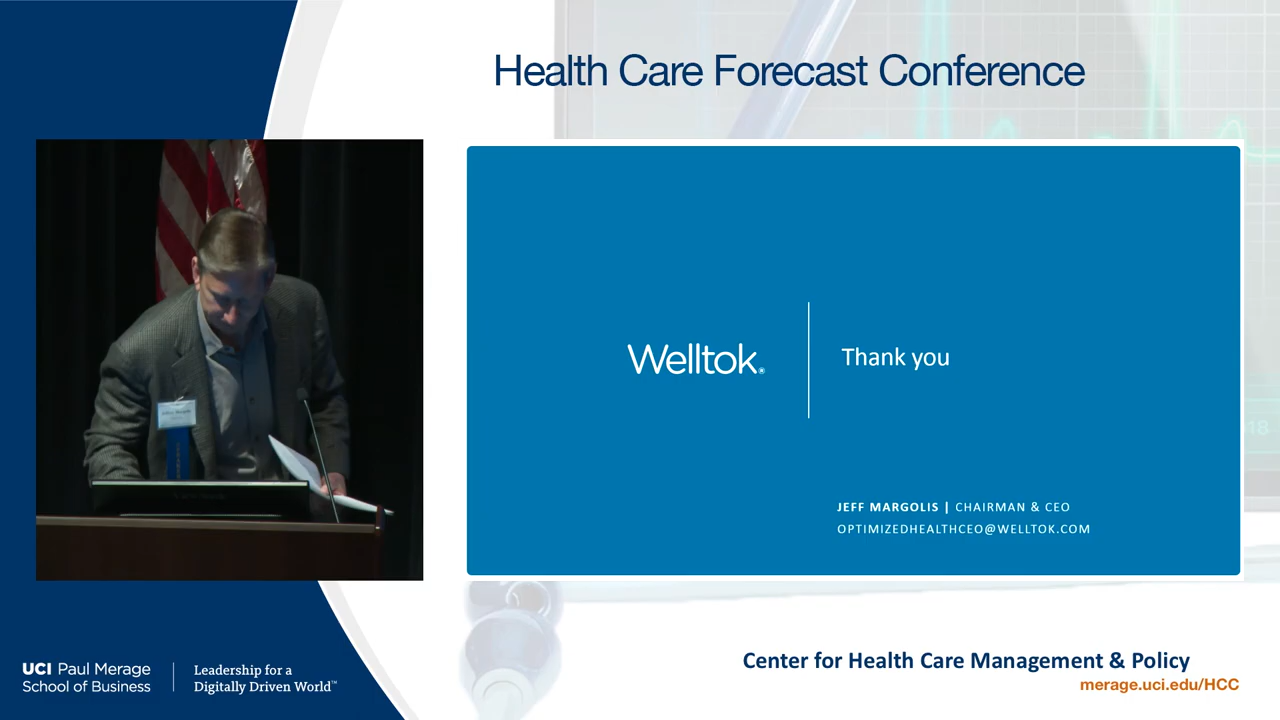 Health Care Forecast Conference
Welltok®
Thank you
JEFF MARGOLIS | CHAIRMAN & CEO
OPTIMIZEDHEALTHCEO@WELLTOK.COM
18
UCI Paul Merage
School of Business
Leadership for a
Digitally Driven World™
Center for Health Care Management & Policy
merage.uci.edu/HCC